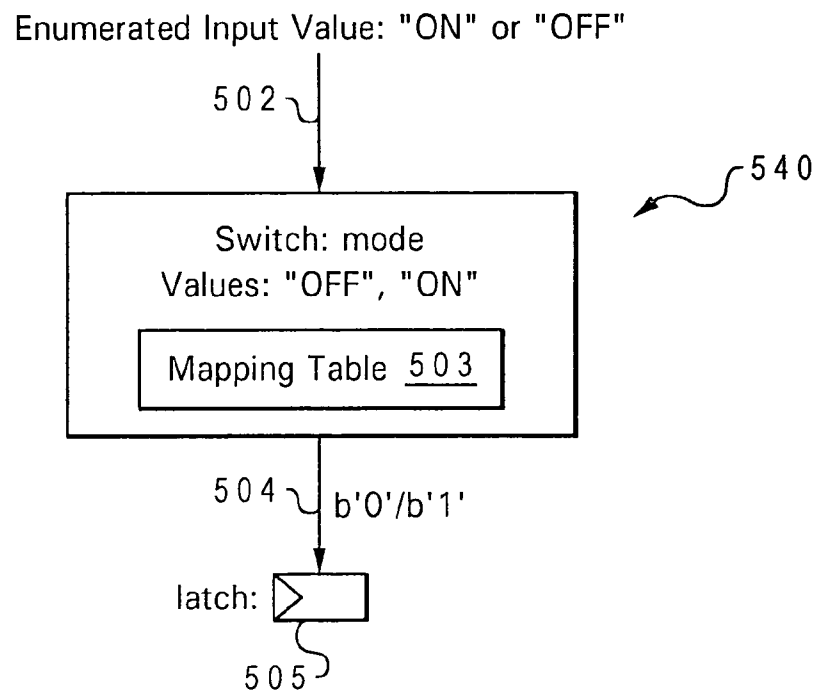 Enumerated Input Value: "ON" or "OFF"
502
540
Switch: mode
Values: "OFF", "ON"
Mapping Table 503
504
b'0'/b'1'
latch:
505